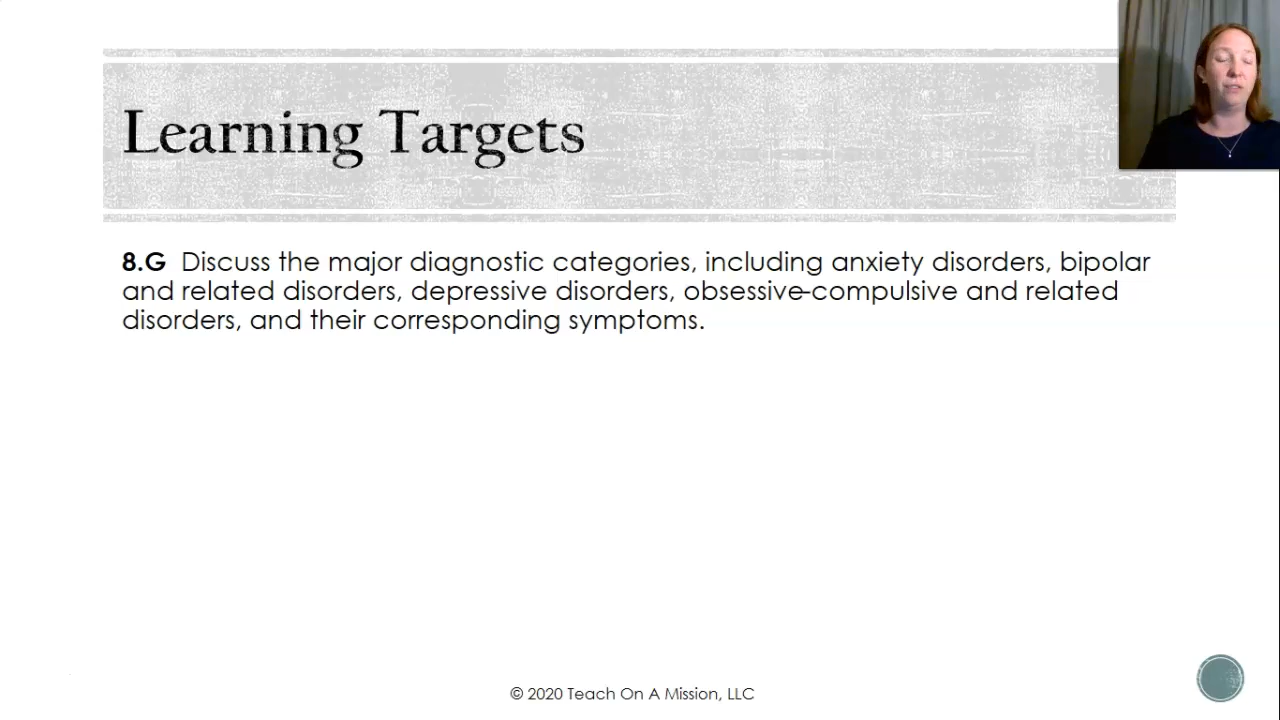 Learning Targets
8.G Discuss the major diagnostic categories, including anxiety disorders, bipolar
and related disorders, depressive disorders, obsessive-compulsive and related
disorders, and their corresponding symptoms.
© 2020 Teach On A Mission, LLC